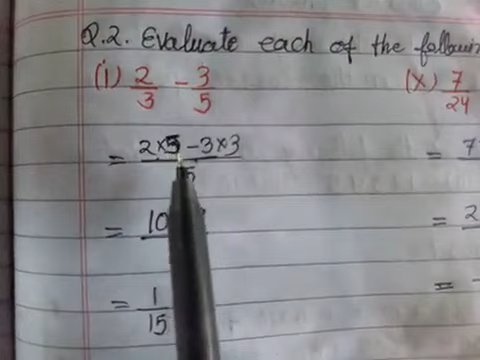 Q.2. Evaluate each of the
(i) 2/3 - 3/5
(x) 7/24
= 2×5 - 3×3
= 7
= 10
= 2
= 1/15
=